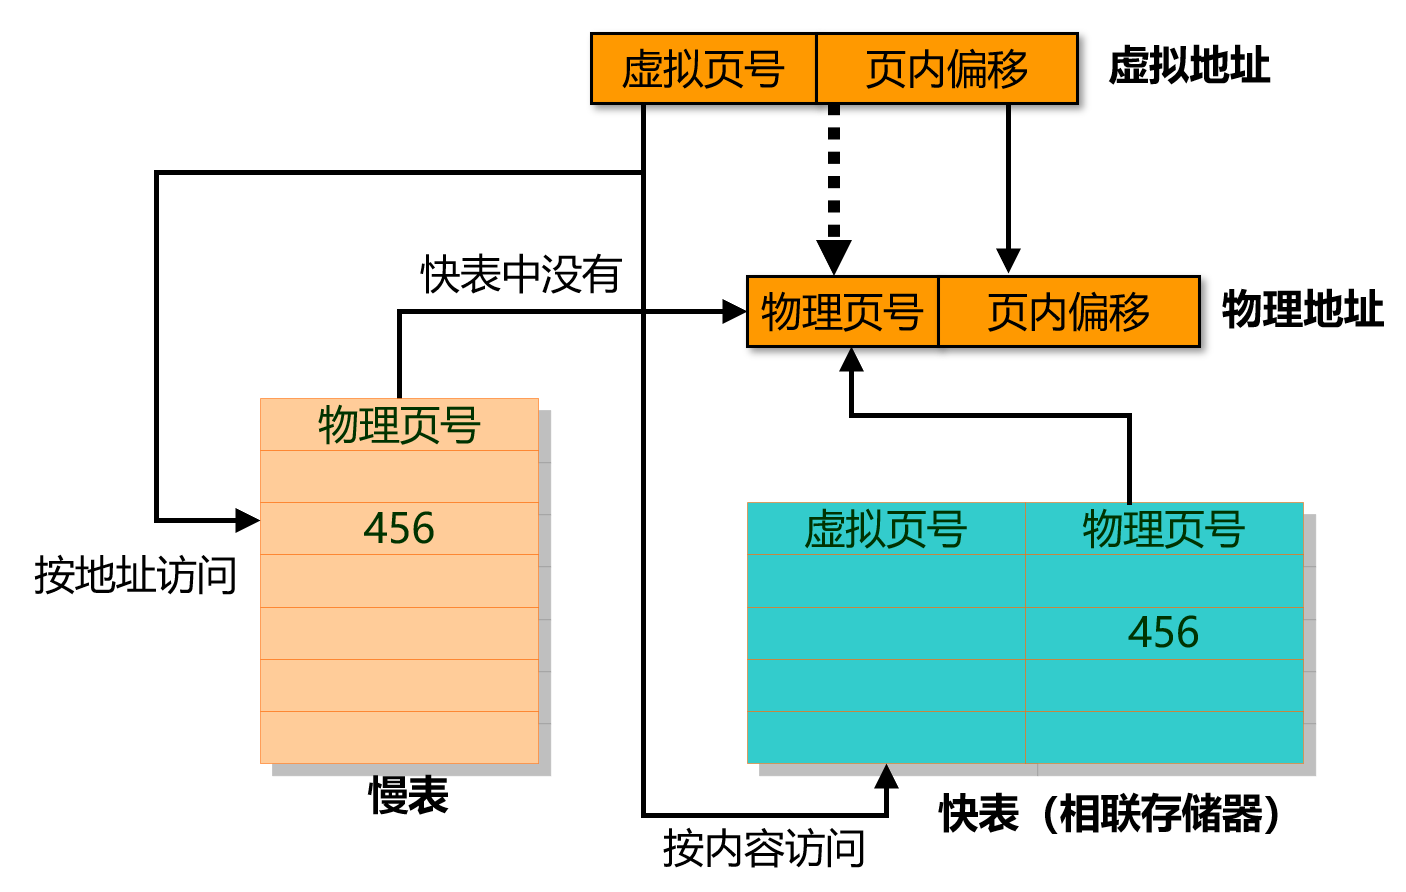 虚拟页号 页内偏移 虚拟地址
快表中没有
物理页号 页内偏移 物理地址
物理页号
456
按地址访问
慢表
虚拟页号 物理页号
456
快表（相联存储器）
按内容访问